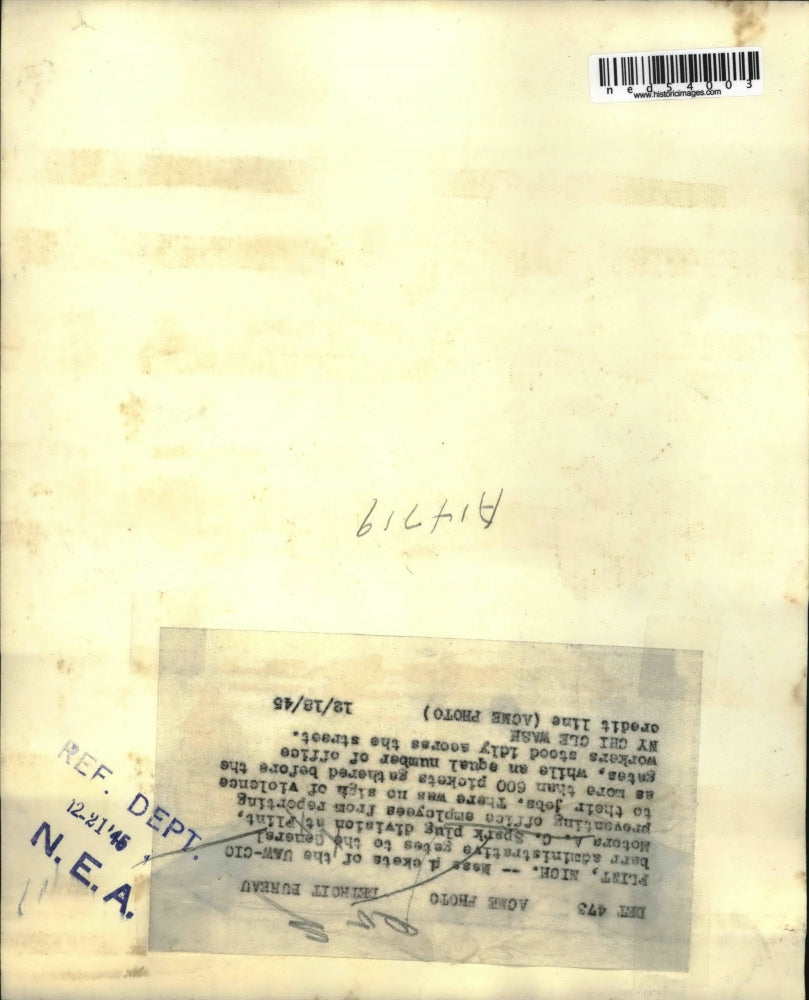 ned54003
www.historicimages.com
A14719
REF. DEPT.
12-21'45
N. E. A.
DET 473 ACME PHOTO DETROIT BUREAU
FLINT, MICH. -- Mass pickets of the UAW-CIO
barr administrative gates to the General
Motors A. C. Spark plug division at Flint,
preventing office employees from reporting
to their jobs. There was no sign of violence
as more than 600 pickets gathered before the
gates, while an equal number of office
workers stood idly across the street.
NY CHI CLE WASH
credit line (ACME PHOTO) 12/18/45